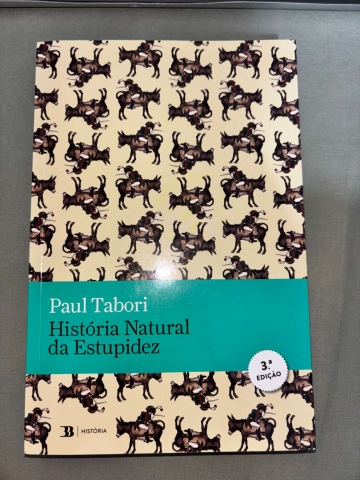 Paul Tabori
História Natural
da Estupidez
3.ª
EDIÇÃO
HISTÓRIA